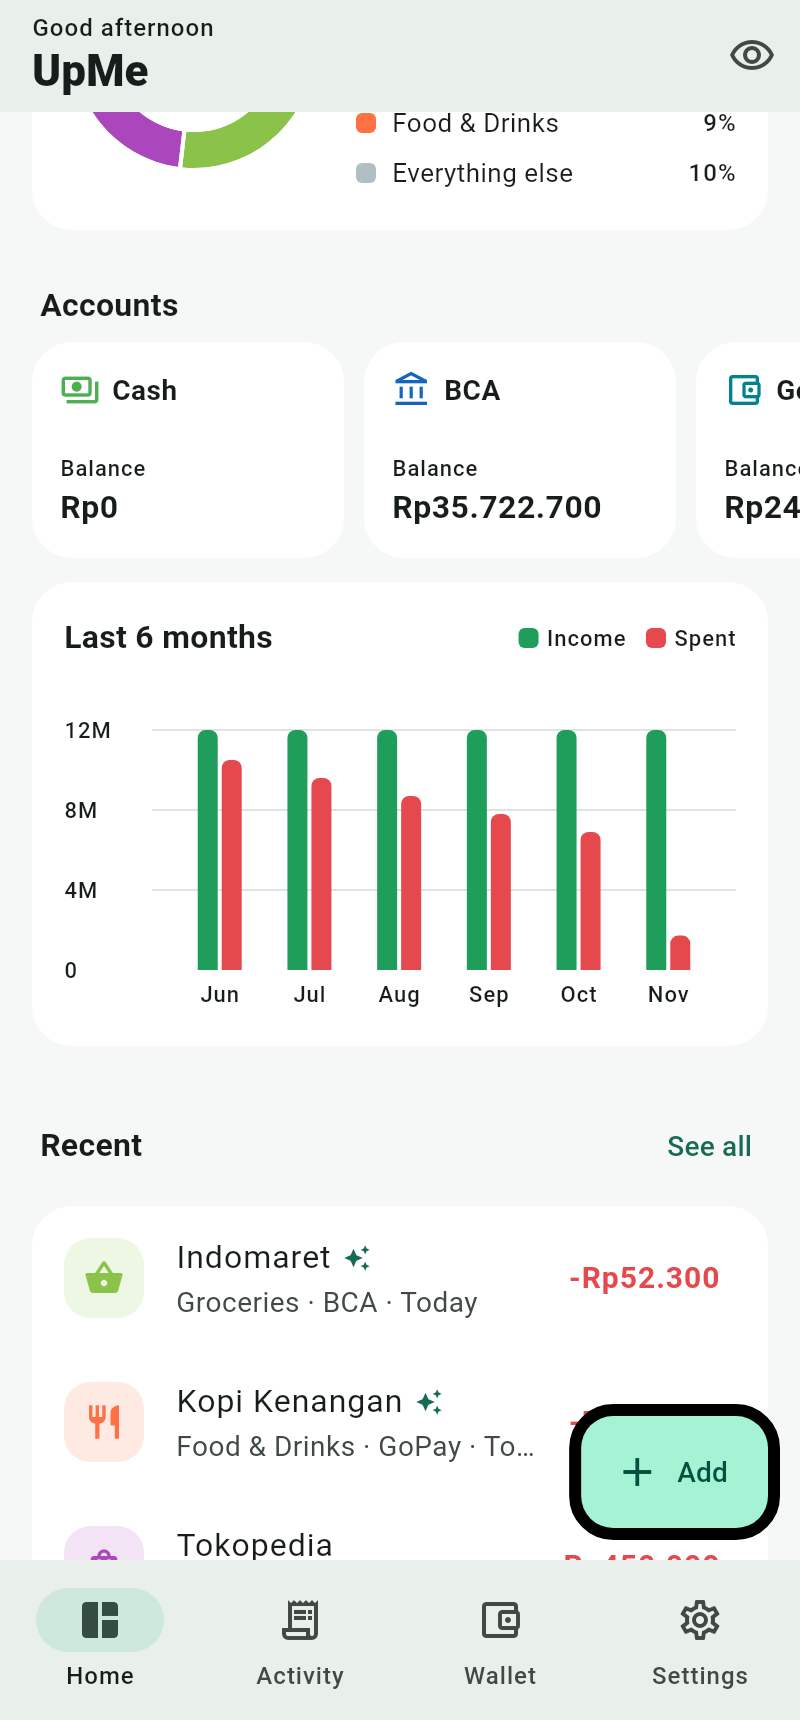 Good afternoon
UpMe
Food & Drinks 9%
Everything else 10%
Accounts
Cash
Balance
Rp0
BCA
Balance
Rp35.722.700
Balance
Rp24
Last 6 months
Income Spent
12M
8M
4M
0
Jun Jul Aug Sep Oct Nov
Recent See all
Indomaret
Groceries · BCA · Today
-Rp52.300
Kopi Kenangan
Food & Drinks · GoPay · To...
Add
Tokopedia
Home Activity Wallet Settings